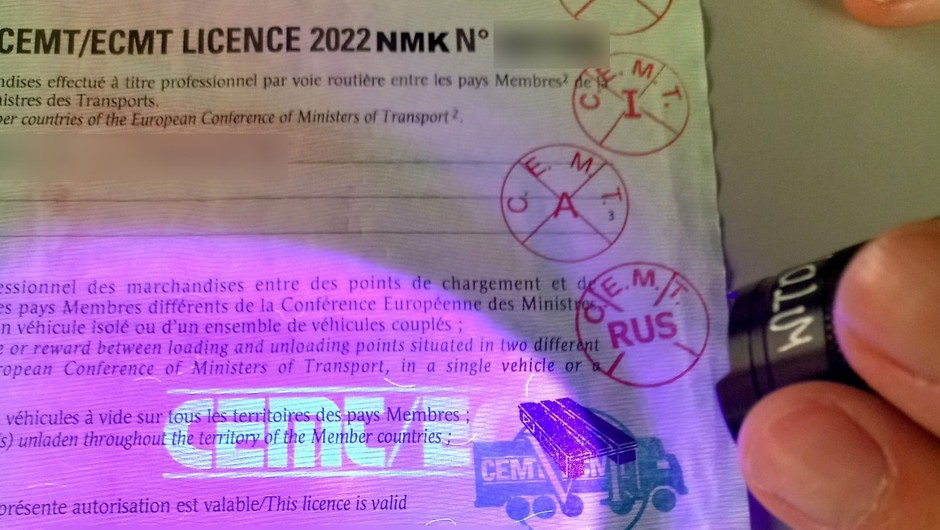 CEMT/ECMT LICENCE 2022 NMK N°
ndises effectué à titre professionnel par voie routière entre les pays Membres² de la
nistres des Transports.
ber countries of the European Conference of Ministers of Transport².
C. E. M. T. I
C. E. M. T. A 3
essionnel des marchandises entre des points de chargement et de
es pays Membres différents de la Conférence Européenne des Ministres,
n véhicule isolé ou d'un ensemble de véhicules couplés ;
C. E. M. T. RUS
e or reward between loading and unloading points situated in two different
ropean Conference of Ministers of Transport, in a single vehicle or a
véhicules à vide sur tous les territoires des pays Membres ;
s) unladen throughout the territory of the Member countries ;
CEMT/E
CEMT
présente autorisation est valable/This licence is valid